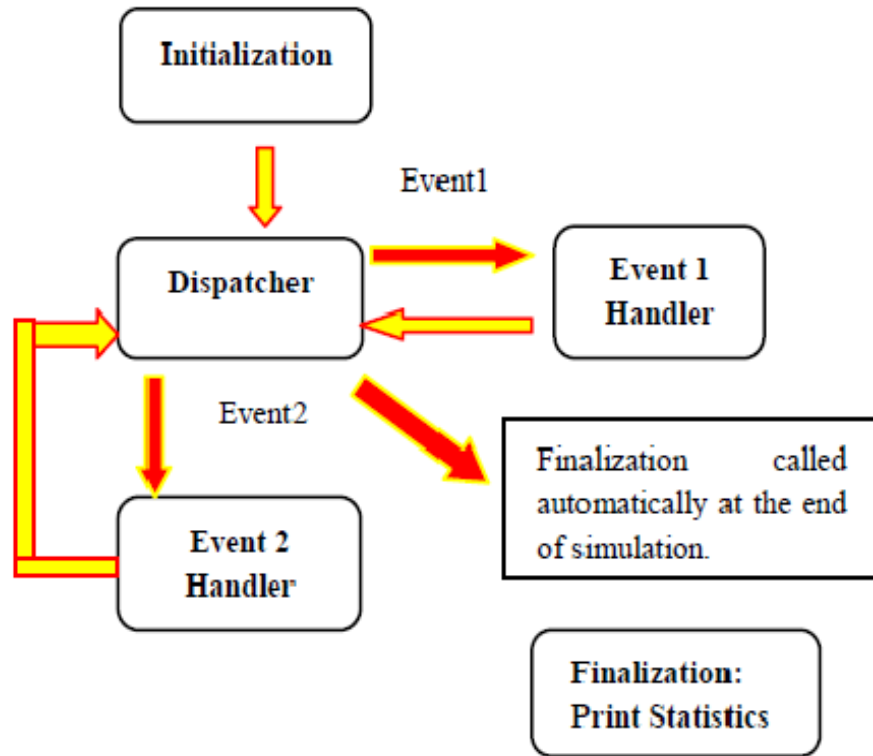 Initialization
Event1
Dispatcher
Event 1
Handler
Event2
Finalization called
automatically at the end
of simulation.
Event 2
Handler
Finalization:
Print Statistics